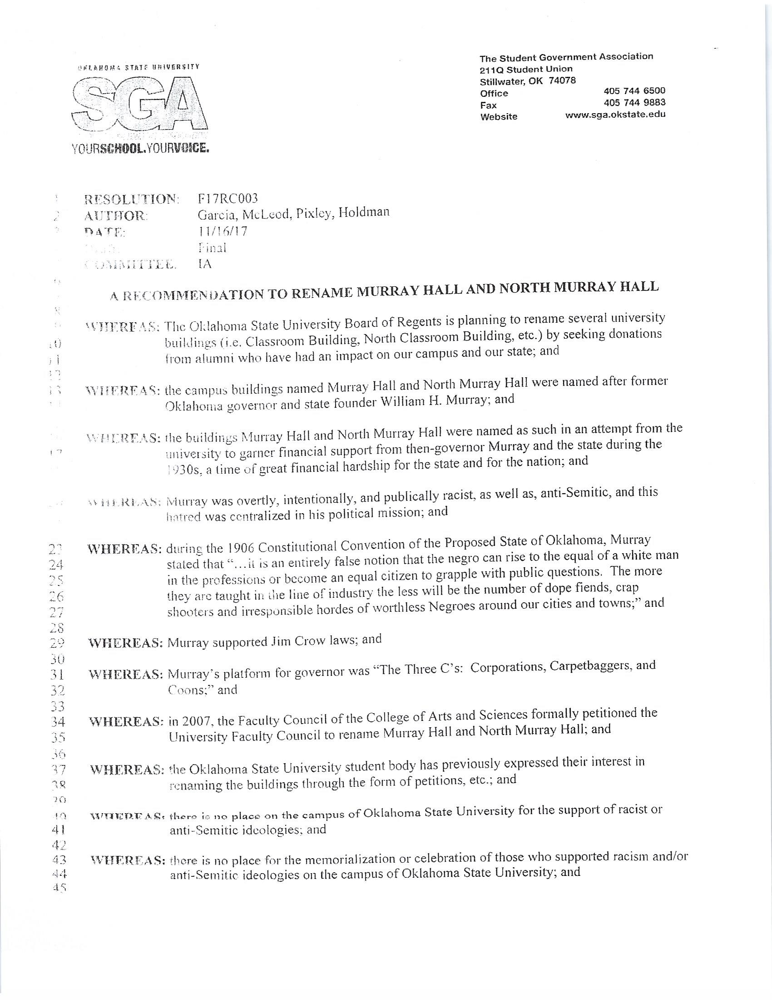 OKLAHOMA STATE UNIVERSITY
SGA
YOURSCHOOL.YOURVOICE.
The Student Government Association
211Q Student Union
Stillwater, OK 74078
Office 405 744 6500
Fax 405 744 9883
Website www.sga.okstate.edu
1 RESOLUTION: F17RC003
2 AUTHOR: Garcia, McLeod, Pixley, Holdman
3 DATE: 11/16/17
Final
COMMITTEE. IA
6
A RECOMMENDATION TO RENAME MURRAY HALL AND NORTH MURRAY HALL
8
9 WHEREAS: The Oklahoma State University Board of Regents is planning to rename several university
10 buildings (i.e. Classroom Building, North Classroom Building, etc.) by seeking donations
11 from alumni who have had an impact on our campus and our state; and
12
13 WHEREAS: the campus buildings named Murray Hall and North Murray Hall were named after former
Oklahoma governor and state founder William H. Murray; and
WHEREAS: the buildings Murray Hall and North Murray Hall were named as such in an attempt from the
17 university to garner financial support from then-governor Murray and the state during the
1930s, a time of great financial hardship for the state and for the nation; and
WHEREAS: Murray was overtly, intentionally, and publically racist, as well as, anti-Semitic, and this
hatred was centralized in his political mission; and
23 WHEREAS: during the 1906 Constitutional Convention of the Proposed State of Oklahoma, Murray
24 stated that “…it is an entirely false notion that the negro can rise to the equal of a white man
25 in the professions or become an equal citizen to grapple with public questions. The more
26 they are taught in the line of industry the less will be the number of dope fiends, crap
27 shooters and irresponsible hordes of worthless Negroes around our cities and towns;” and
28
29 WHEREAS: Murray supported Jim Crow laws; and
30
31 WHEREAS: Murray’s platform for governor was “The Three C’s: Corporations, Carpetbaggers, and
32 Coons;” and
33
34 WHEREAS: in 2007, the Faculty Council of the College of Arts and Sciences formally petitioned the
35 University Faculty Council to rename Murray Hall and North Murray Hall; and
36
37 WHEREAS: the Oklahoma State University student body has previously expressed their interest in
38 renaming the buildings through the form of petitions, etc.; and
39
40 WHEREAS: there is no place on the campus of Oklahoma State University for the support of racist or
41 anti-Semitic ideologies; and
42
43 WHEREAS: there is no place for the memorialization or celebration of those who supported racism and/or
44 anti-Semitic ideologies on the campus of Oklahoma State University; and
45